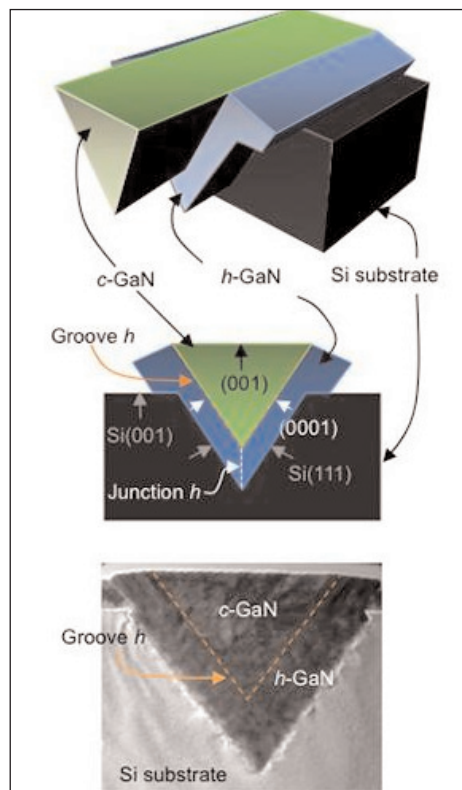 c-GaN
h-GaN
Si substrate
Groove h
(001)
Si(001)
(0001)
Junction h
Si(111)
c-GaN
Groove h
h-GaN
Si substrate